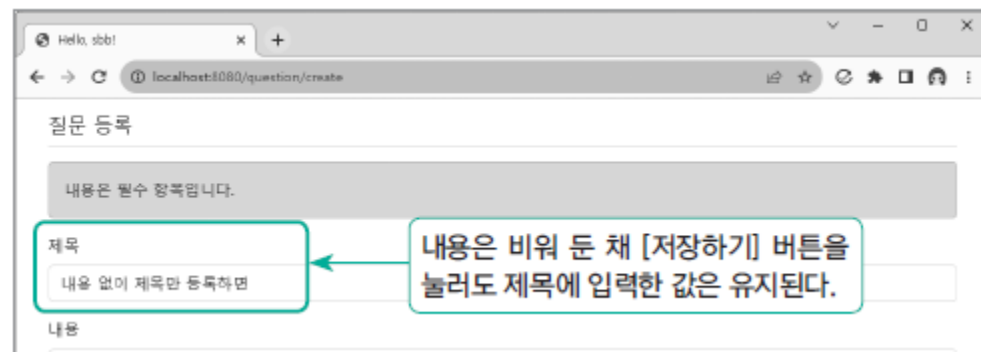 Hello, sbb!
localhost:8080/question/create
질문 등록
내용은 필수 항목입니다.
제목
내용 없이 제목만 등록하면
내용은 비워 둔 채 [저장하기] 버튼을
눌러도 제목에 입력한 값은 유지된다.
내용